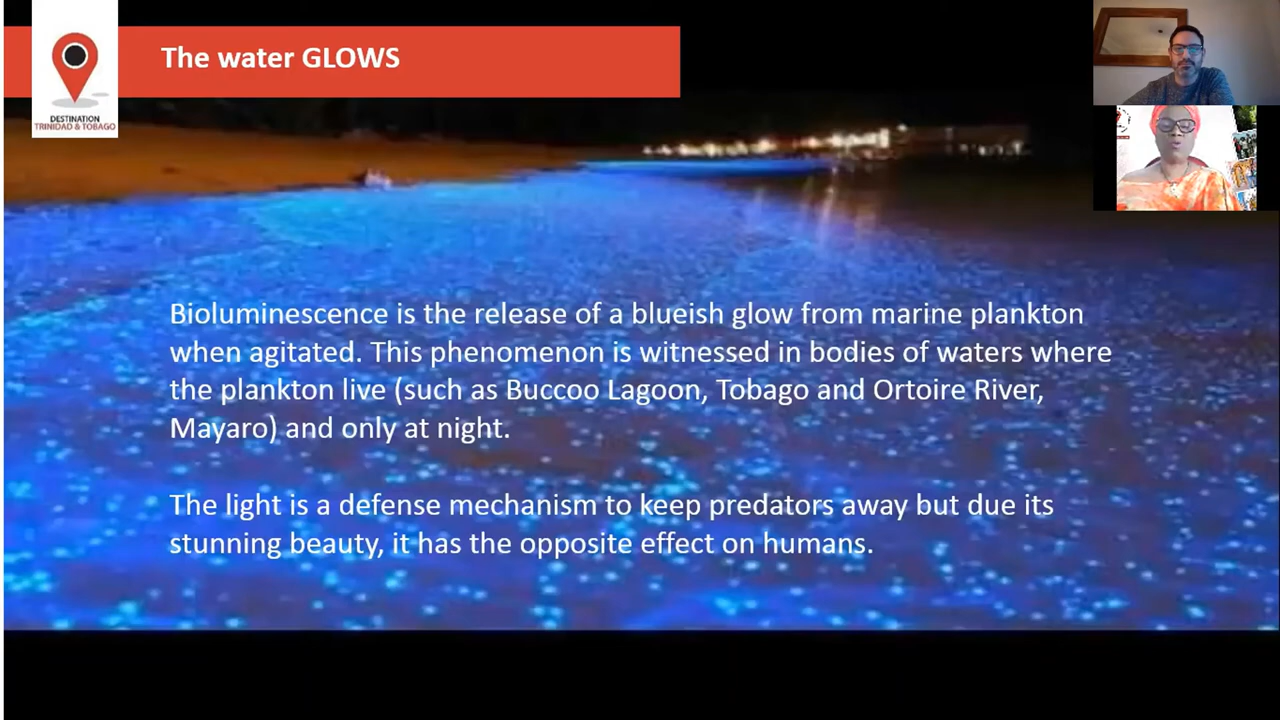 The water GLOWS
DESTINATION
TRINIDAD & TOBAGO
Bioluminescence is the release of a blueish glow from marine plankton
when agitated. This phenomenon is witnessed in bodies of waters where
the plankton live (such as Buccoo Lagoon, Tobago and Ortoire River,
Mayaro) and only at night.
The light is a defense mechanism to keep predators away but due its
stunning beauty, it has the opposite effect on humans.